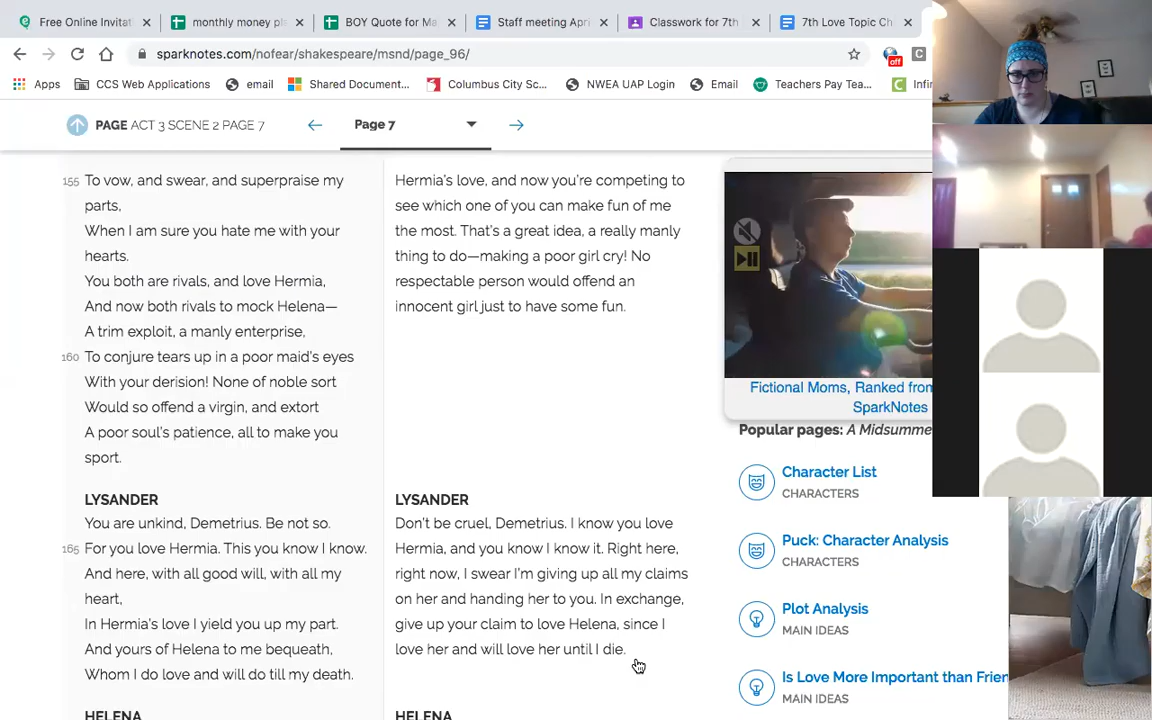 Free Online Invitat
monthly money pl
BOY Quote for Ma
Staff meeting Apri
Classwork for 7th
7th Love Topic Ch
sparknotes.com/nofear/shakespeare/msnd/page_96/
off
C
Apps
CCS Web Applications
email
Shared Document...
Columbus City Sc...
NWEA UAP Login
Email
Teachers Pay Tea...
Infin
PAGE ACT 3 SCENE 2 PAGE 7
Page 7
155 To vow, and swear, and superpraise my
parts,
When I am sure you hate me with your
hearts.
You both are rivals, and love Hermia,
And now both rivals to mock Helena—
A trim exploit, a manly enterprise,
160 To conjure tears up in a poor maid's eyes
With your derision! None of noble sort
Would so offend a virgin, and extort
A poor soul's patience, all to make you
sport.
LYSANDER
You are unkind, Demetrius. Be not so.
165 For you love Hermia. This you know I know.
And here, with all good will, with all my
heart,
In Hermia's love I yield you up my part.
And yours of Helena to me bequeath,
Whom I do love and will do till my death.
HELENA
Hermia's love, and now you're competing to
see which one of you can make fun of me
the most. That's a great idea, a really manly
thing to do—making a poor girl cry! No
respectable person would offend an
innocent girl just to have some fun.
LYSANDER
Don't be cruel, Demetrius. I know you love
Hermia, and you know I know it. Right here,
right now, I swear I'm giving up all my claims
on her and handing her to you. In exchange,
give up your claim to love Helena, since I
love her and will love her until I die.
HELENA
Fictional Moms, Ranked from
SparkNotes
Popular pages: A Midsumme
Character List
CHARACTERS
Puck: Character Analysis
CHARACTERS
Plot Analysis
MAIN IDEAS
Is Love More Important than Frien
MAIN IDEAS